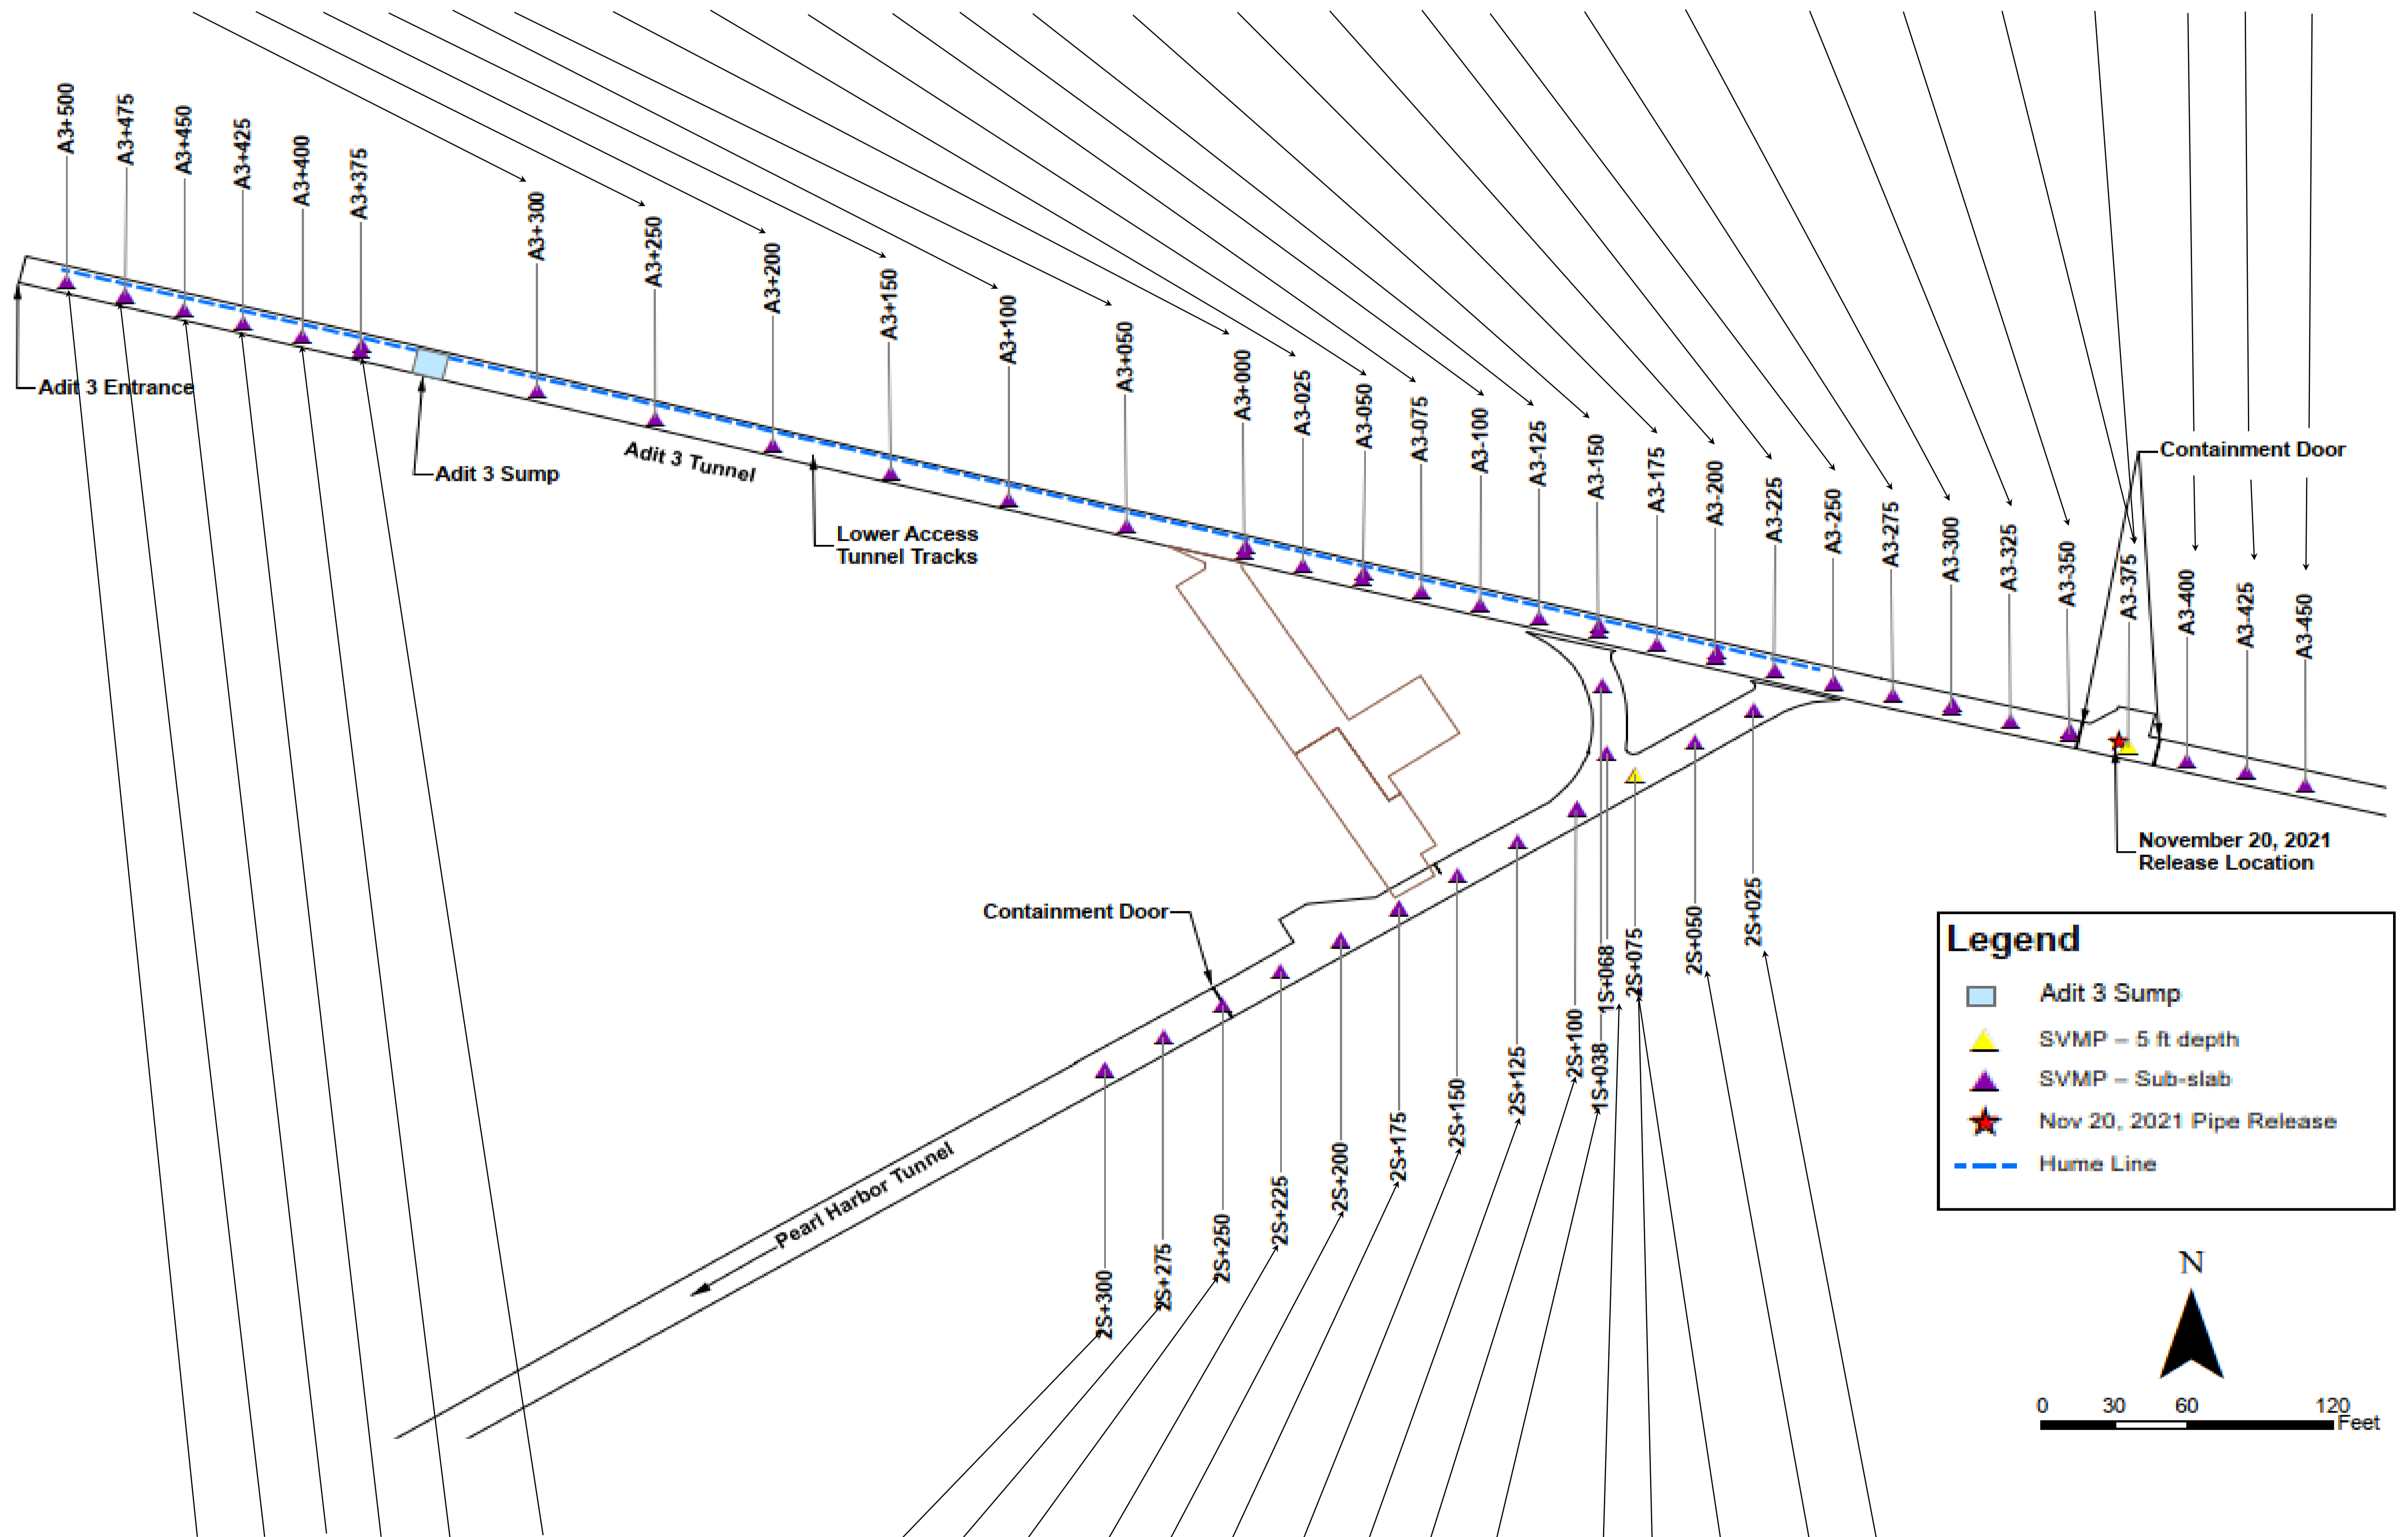 A3+500
A3+475
A3+450
A3+425
A3+400
A3+375
A3+300
A3+250
A3+200
A3+150
A3+100
A3+050
A3+000
A3-025
A3-050
A3-075
A3-100
A3-125
A3-150
A3-175
A3-200
A3-225
A3-250
A3-275
A3-300
A3-325
A3-350
A3-375
A3-400
A3-425
A3-450
Containment Door
Adit 3 Entrance
Adit 3 Sump
Adit 3 Tunnel
Lower Access
Tunnel Tracks
November 20, 2021
Release Location
Containment Door
2S+300
2S+275
2S+250
2S+225
2S+200
2S+175
2S+150
2S+125
2S+100
1S+038
1S+068
2S+075
2S+050
2S+025
Pearl Harbor Tunnel
Legend
Adit 3 Sump
SVMP – 5 ft depth
SVMP – Sub-slab
Nov 20, 2021 Pipe Release
Hume Line
N
0 30 60 120
Feet